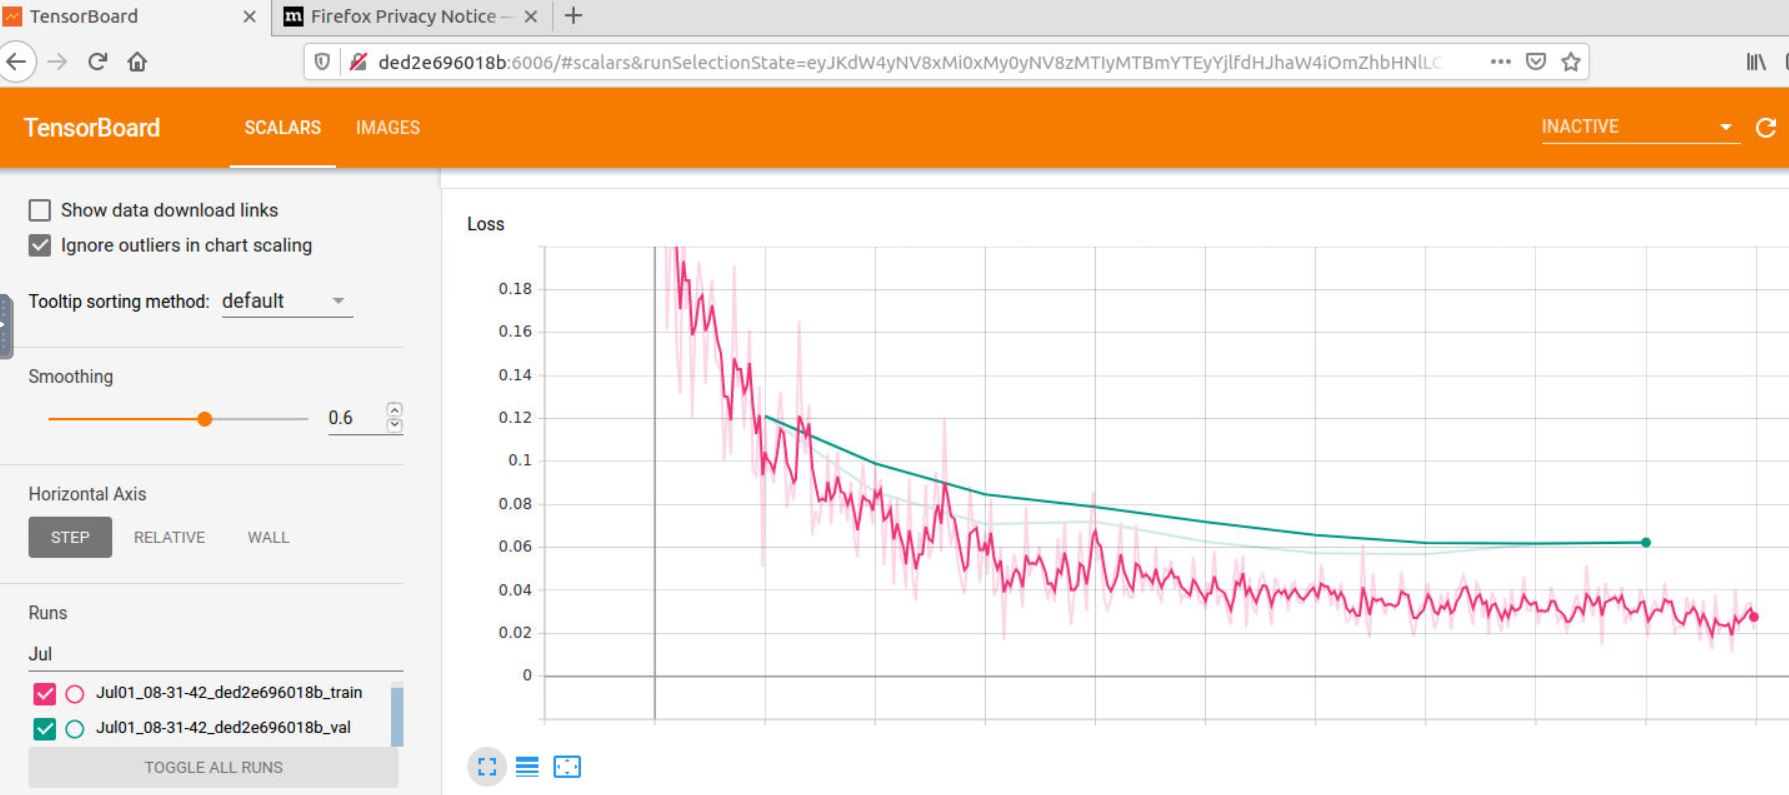 TensorBoard
Firefox Privacy Notice —
ded2e696018b:6006/#scalars&runSelectionState=eyJKdW4yNV8xMi0xMy0yNV8zMTIyMTBmYTEyYjlfdHJhaW4iOmZhbHNlLC
TensorBoard
SCALARS
IMAGES
INACTIVE
Show data download links
Ignore outliers in chart scaling
Tooltip sorting method: default
Smoothing
0.6
Horizontal Axis
STEP
RELATIVE
WALL
Runs
Jul
Jul01_08-31-42_ded2e696018b_train
Jul01_08-31-42_ded2e696018b_val
TOGGLE ALL RUNS
Loss
0.18
0.16
0.14
0.12
0.1
0.08
0.06
0.04
0.02
0